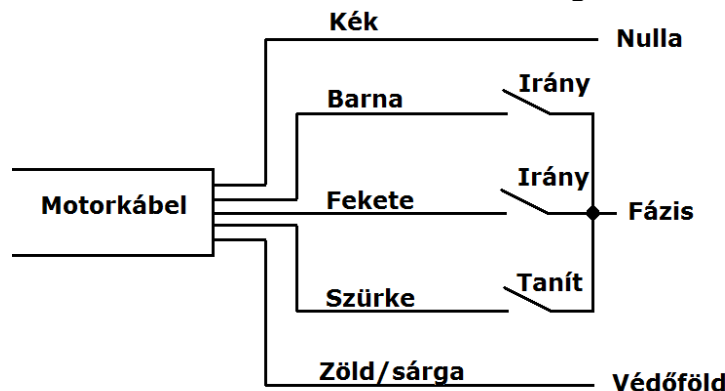 Kék
Nulla
Irány
Barna
Irány
Motorkábel
Fekete
Fázis
Tanít
Szürke
Zöld/sárga
Védőföld